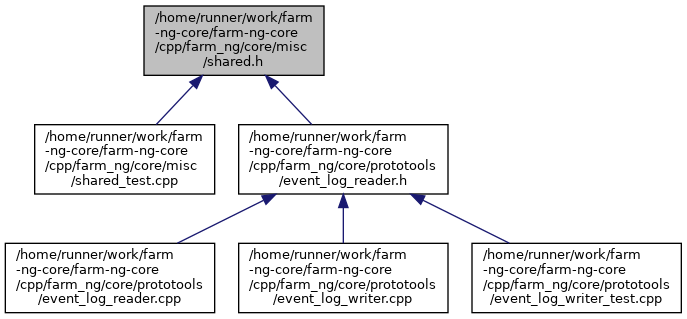 /home/runner/work/farm
-ng-core/farm-ng-core
/cpp/farm_ng/core/misc
/shared.h
/home/runner/work/farm
-ng-core/farm-ng-core
/cpp/farm_ng/core/misc
/shared_test.cpp
/home/runner/work/farm
-ng-core/farm-ng-core
/cpp/farm_ng/core/prototools
/event_log_reader.h
/home/runner/work/farm
-ng-core/farm-ng-core
/cpp/farm_ng/core/prototools
/event_log_reader.cpp
/home/runner/work/farm
-ng-core/farm-ng-core
/cpp/farm_ng/core/prototools
/event_log_writer.cpp
/home/runner/work/farm
-ng-core/farm-ng-core
/cpp/farm_ng/core/prototools
/event_log_writer_test.cpp